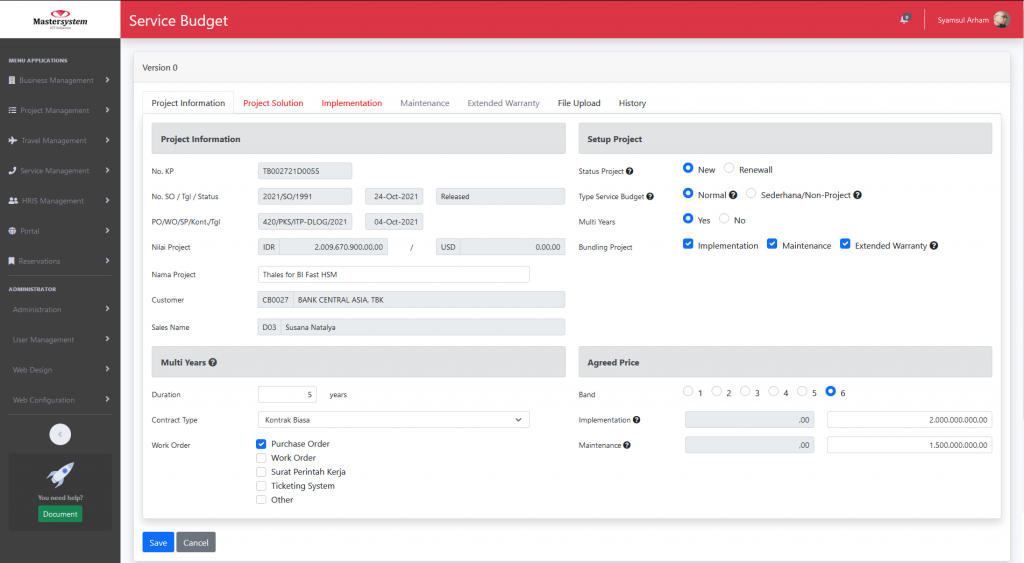 Mastersystem
Service Budget
Syamsul Arham
MENU APPLICATIONS
Business Management
Project Management
Travel Management
Service Management
HRIS Management
Portal
Reservations
ADMINISTRATOR
Administration
User Management
Web Design
Web Configuration
You need help?
Document
Version 0
Project Information Project Solution Implementation Maintenance Extended Warranty File Upload History
Project Information
No. KP TB002721D0055
No. SO / Tgl / Status 2021/SO/1991 24-Oct-2021 Released
PO/WO/SP/Kont./Tgl 420/PKS/ITP-DLOG/2021 04-Oct-2021
Nilai Project IDR 2.009.670.900.00,00 / USD 0.00,00
Nama Project Thales for BI Fast HSM
Customer CB0027 BANK CENTRAL ASIA, TBK
Sales Name D03 Susana Natalya
Setup Project
Status Project New Renewall
Type Service Budget Normal Sederhana/Non-Project
Multi Years Yes No
Bunding Project Implementation Maintenance Extended Warranty
Multi Years
Duration 5 years
Contract Type Kontrak Biasa
Work Order Purchase Order
Work Order
Surat Perintah Kerja
Ticketing System
Other
Agreed Price
Band 1 2 3 4 5 6
Implementation ,00 2.000.000.000.00
Maintenance ,00 1.500.000.000.00
Save Cancel